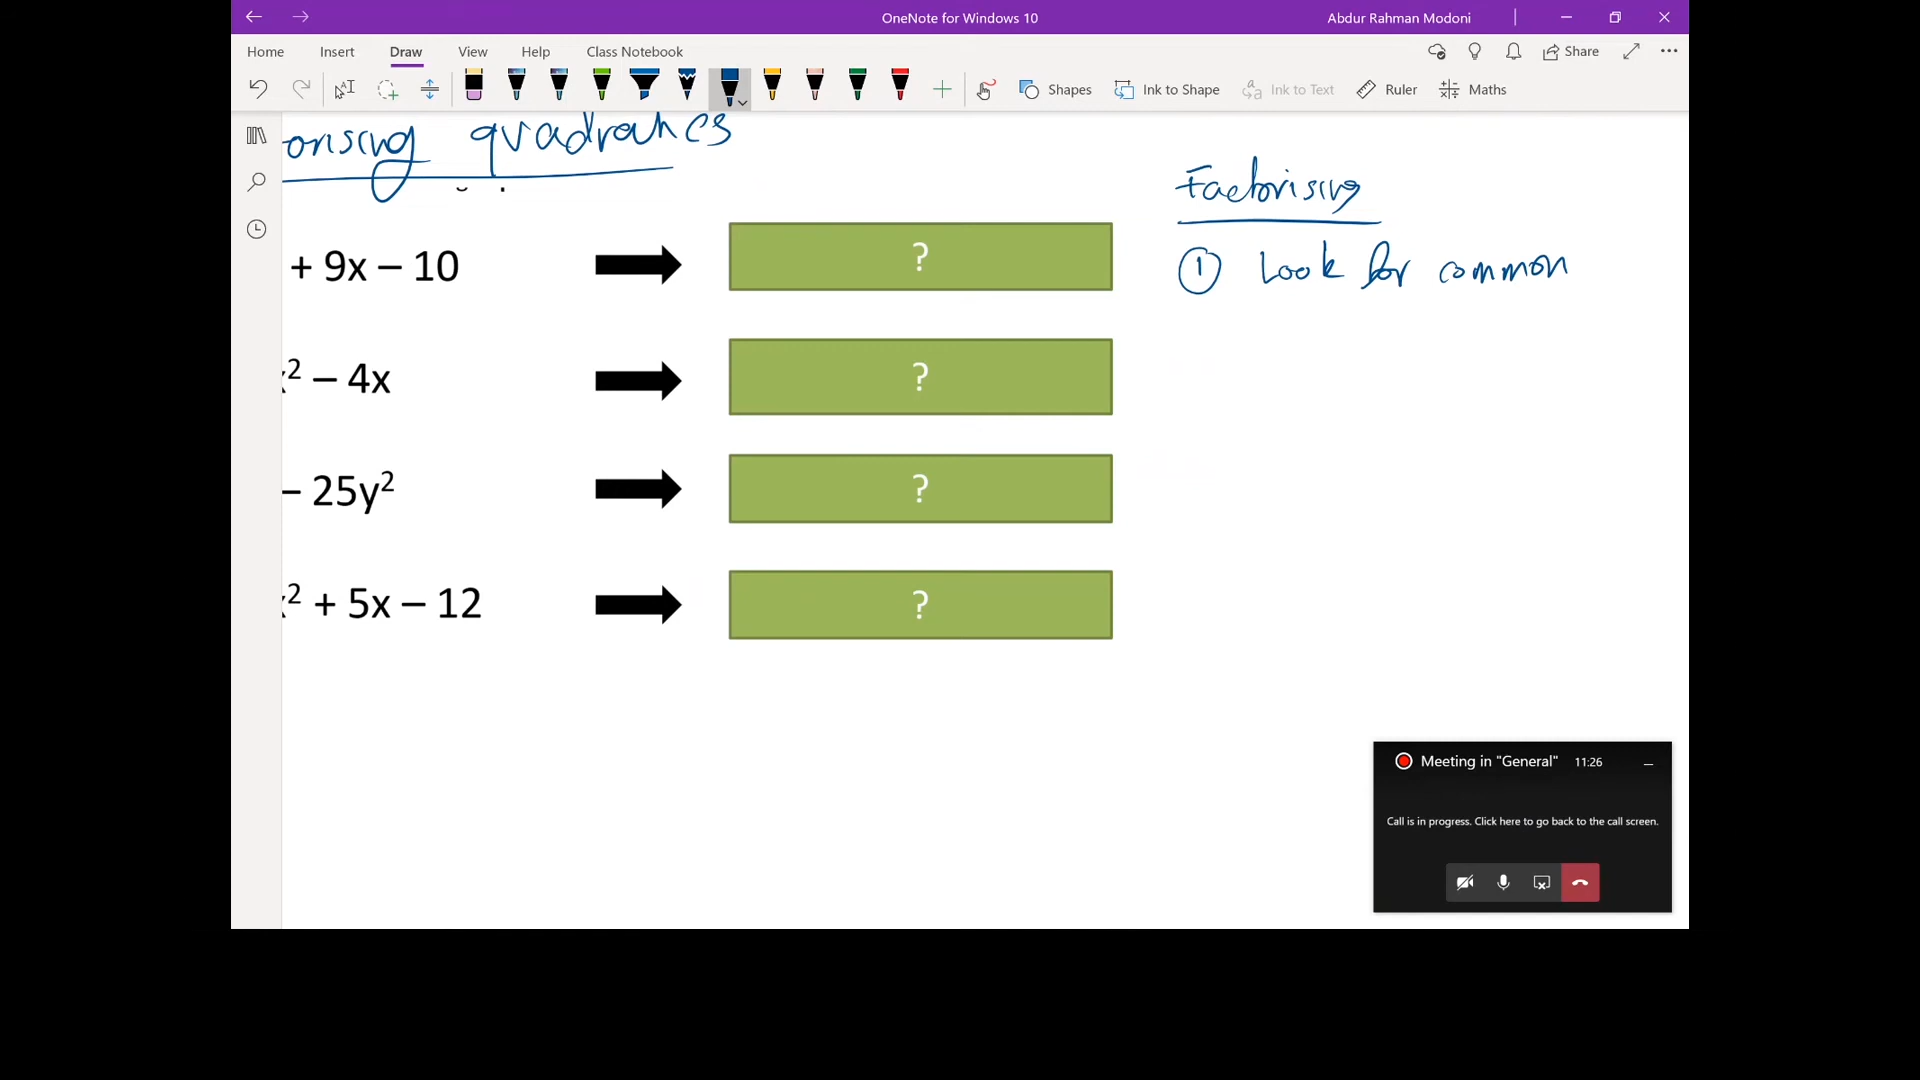 OneNote for Windows 10
Abdur Rahman Modoni
Home Insert Draw View Help Class Notebook
Share
Shapes Ink to Shape Ink to Text Ruler Maths
orising quadratics
Factorising
① Look for common
+ 9x – 10
?
x² – 4x
?
– 25y²
?
x² + 5x – 12
?
Meeting in "General" 11:26
Call is in progress. Click here to go back to the call screen.